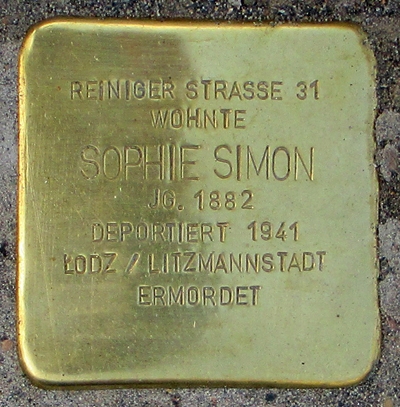 REINIGER STRASSE 31
WOHNTE
SOPHIE SIMON
JG. 1882
DEPORTIERT 1941
ŁODZ / LITZMANNSTADT
ERMORDET